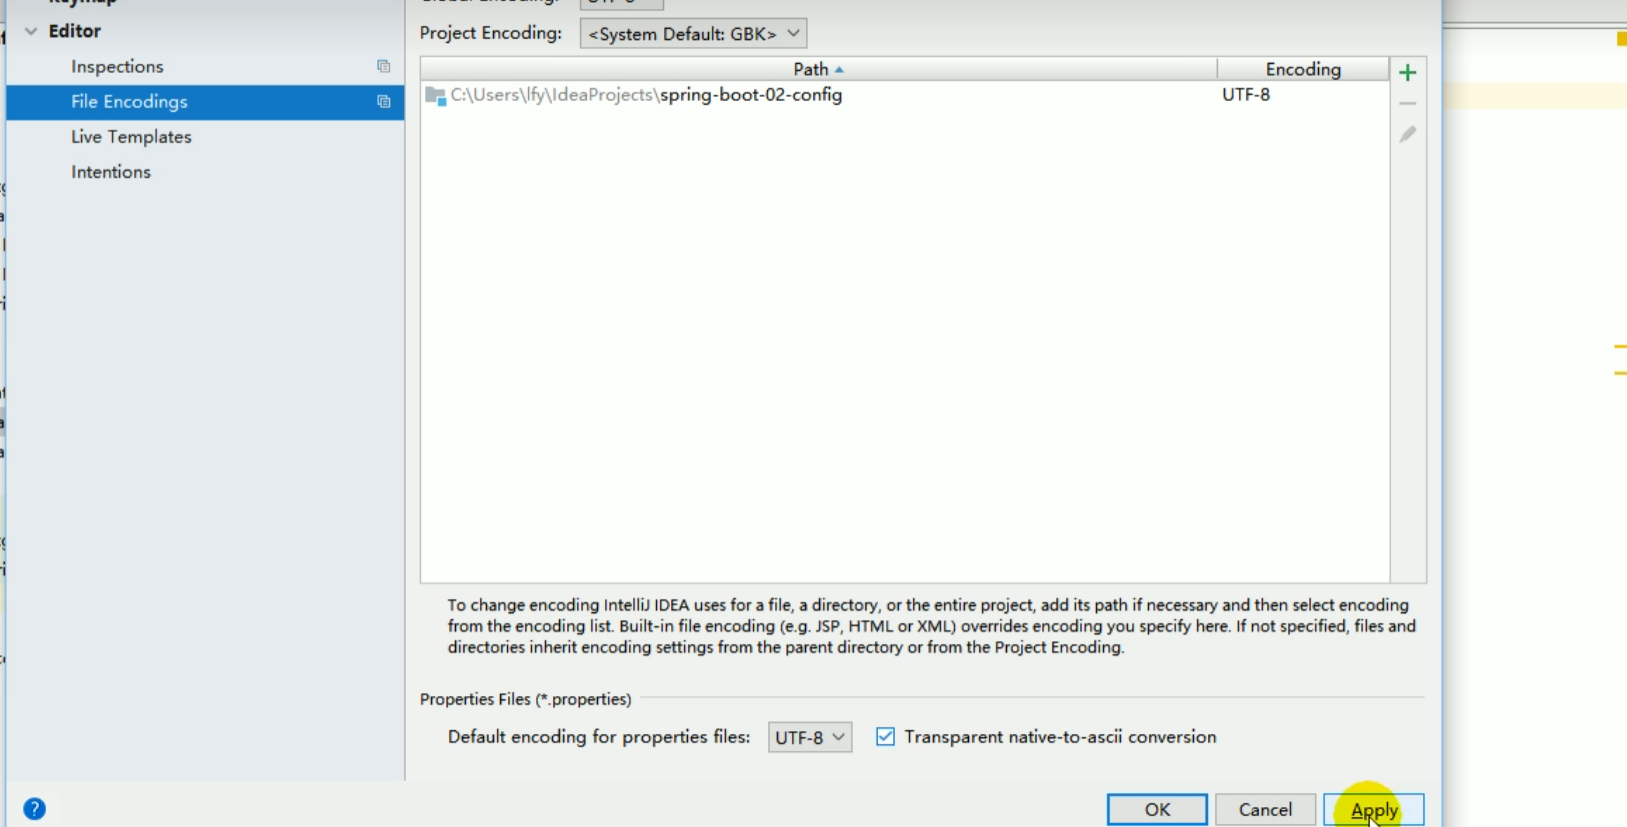 Keymap
Editor
Inspections
File Encodings
Live Templates
Intentions
Global Encoding: UTF-8
Project Encoding: <System Default: GBK>
Path Encoding
C:\Users\lfy\IdeaProjects\spring-boot-02-config UTF-8
To change encoding IntelliJ IDEA uses for a file, a directory, or the entire project, add its path if necessary and then select encoding
from the encoding list. Built-in file encoding (e.g. JSP, HTML or XML) overrides encoding you specify here. If not specified, files and
directories inherit encoding settings from the parent directory or from the Project Encoding.
Properties Files (*.properties)
Default encoding for properties files: UTF-8 Transparent native-to-ascii conversion
? OK Cancel Apply